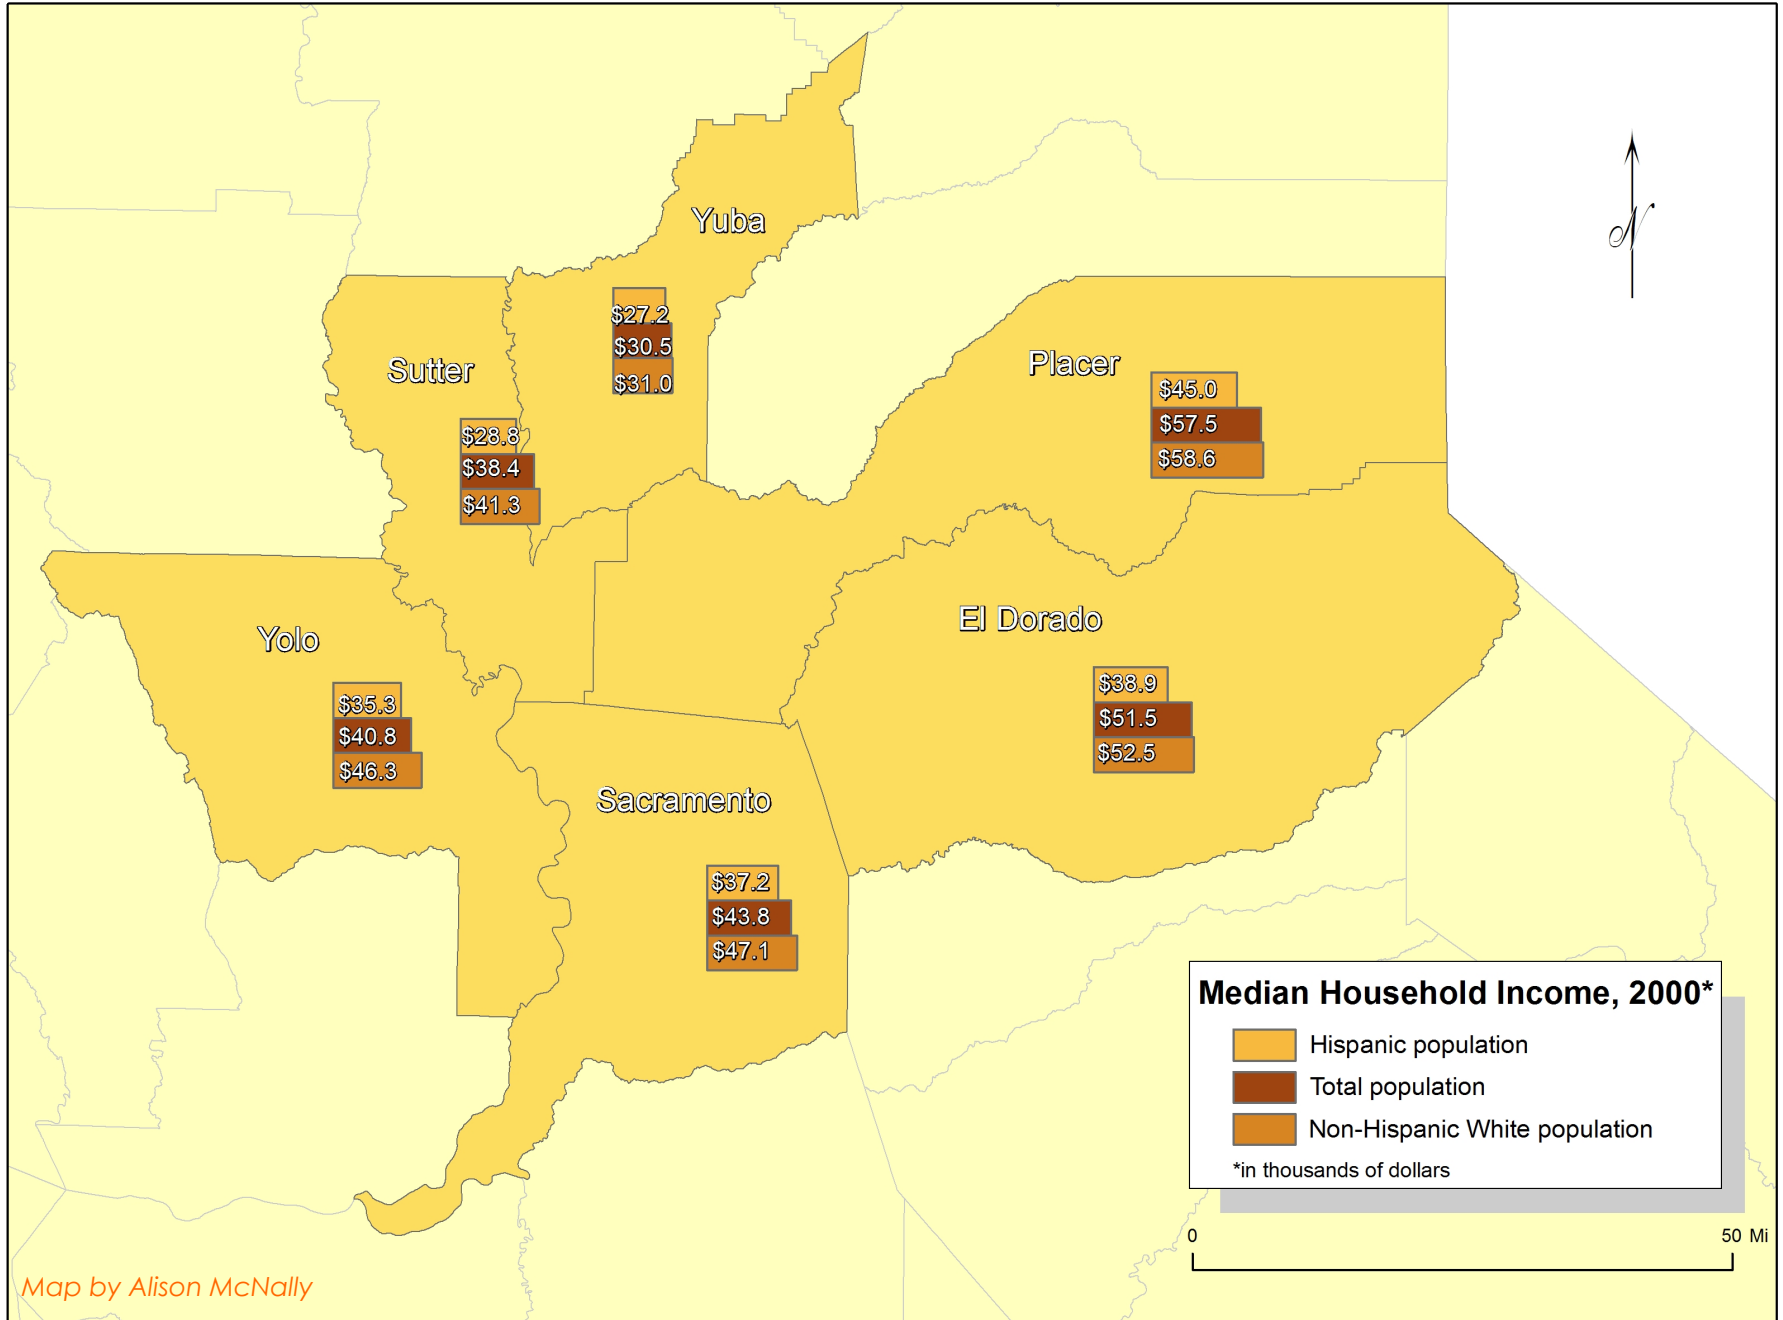 Yuba
$27.2
$30.5
$31.0
Sutter
$28.8
$38.4
$41.3
Placer
$45.0
$57.5
$58.6
Yolo
$35.3
$40.8
$46.3
El Dorado
$38.9
$51.5
$52.5
Sacramento
$37.2
$43.8
$47.1
N
Median Household Income, 2000*
Hispanic population
Total population
Non-Hispanic White population
*in thousands of dollars
0 50 Mi
Map by Alison McNally